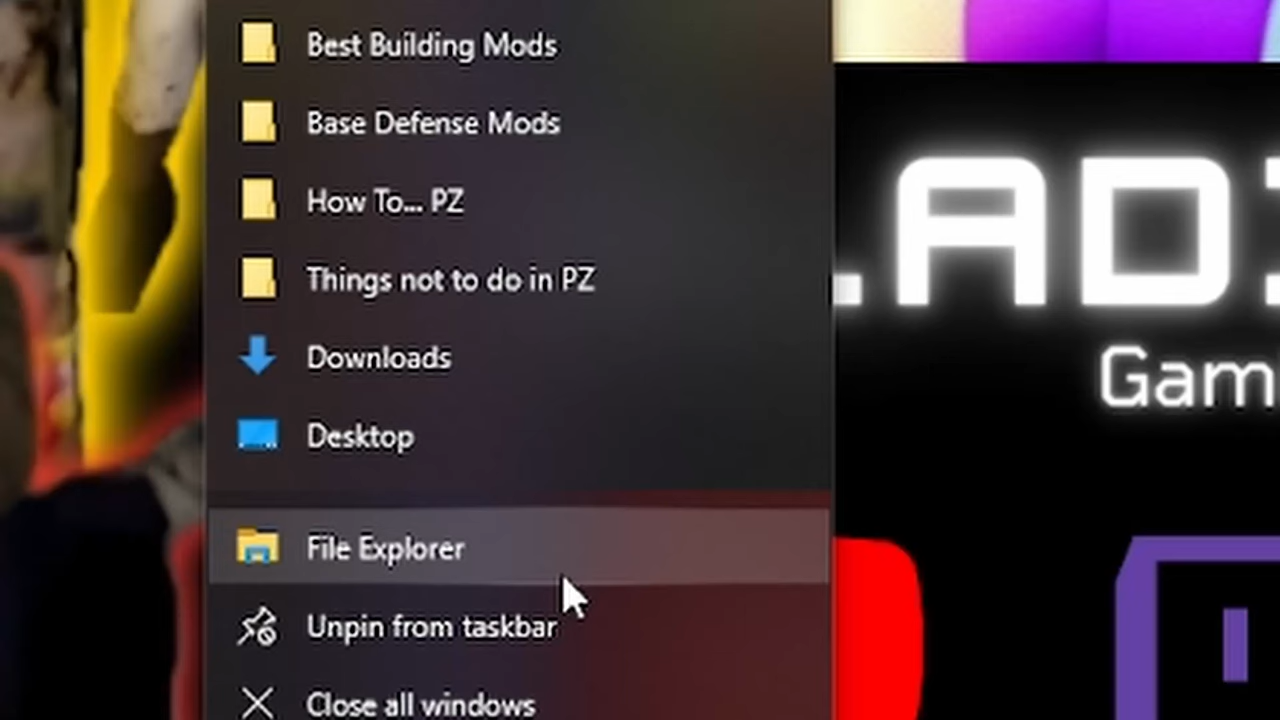 Best Building Mods
Base Defense Mods
How To... PZ
Things not to do in PZ
Downloads
Desktop
File Explorer
Unpin from taskbar
Close all windows